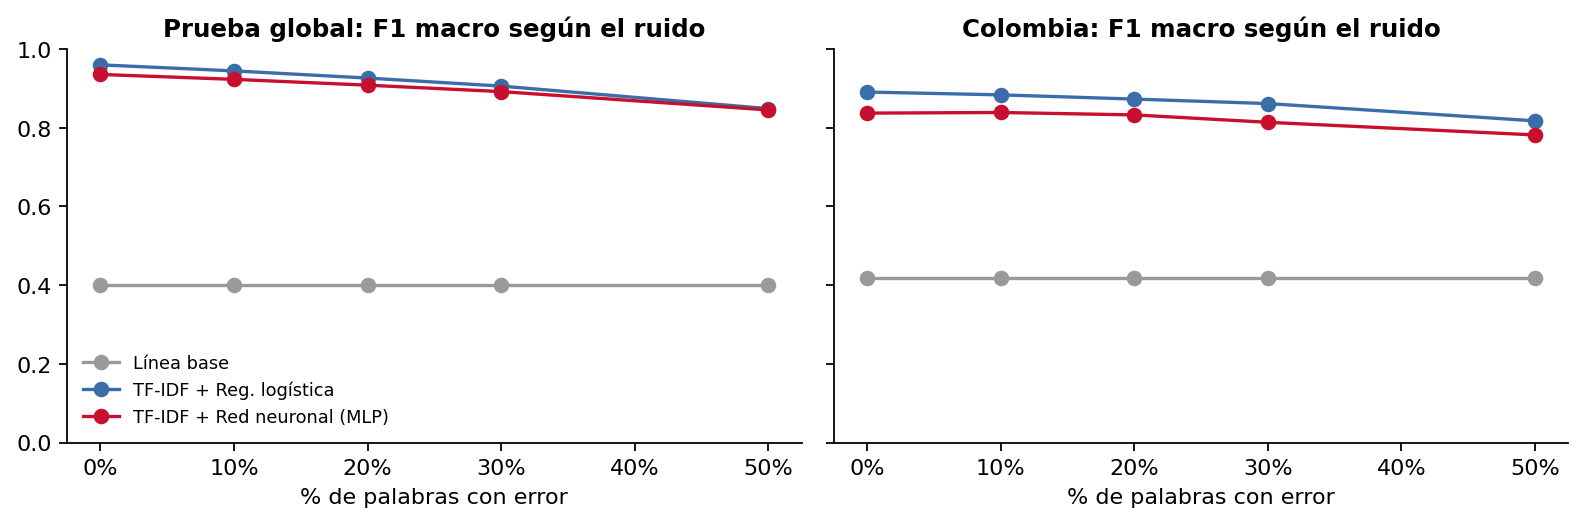 Prueba global: F1 macro según el ruido
1.0
0.8
0.6
0.4
0.2
0.0
Línea base
TF-IDF + Reg. logística
TF-IDF + Red neuronal (MLP)
0% 10% 20% 30% 40% 50%
% de palabras con error
Colombia: F1 macro según el ruido
0% 10% 20% 30% 40% 50%
% de palabras con error